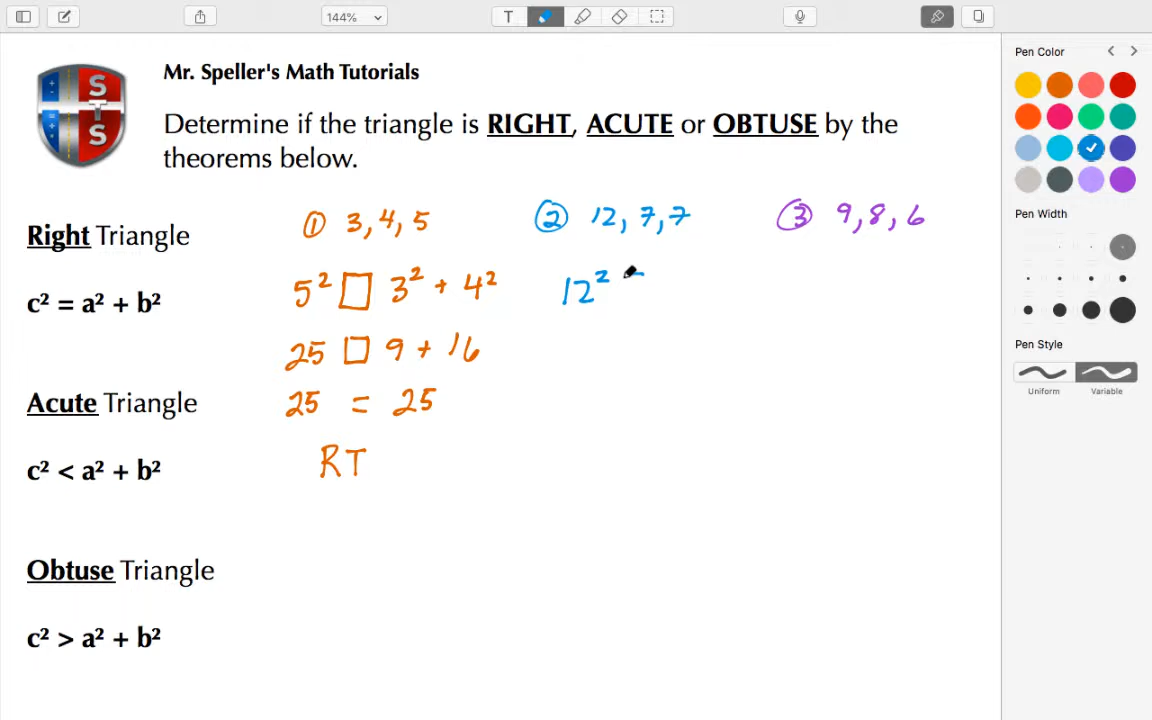 144%
T
Pen Color
Mr. Speller's Math Tutorials
STS
Determine if the triangle is RIGHT, ACUTE or OBTUSE by the
theorems below.
Pen Width
Pen Style
Uniform
Variable
Right Triangle
c² = a² + b²
Acute Triangle
c² < a² + b²
Obtuse Triangle
c² > a² + b²
① 3, 4, 5
5² □ 3² + 4²
25 □ 9 + 16
25 = 25
RT
② 12, 7, 7
12²
③ 9, 8, 6